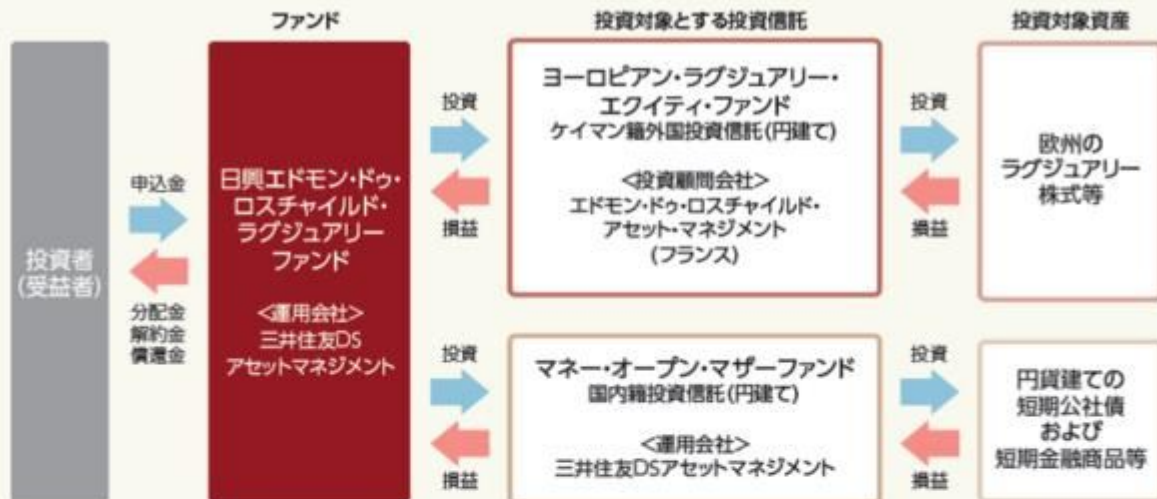 ファンド
投資対象とする投資信託
投資対象資産
投資者
(受益者)
申込金
分配金
解約金
償還金
日興エドモン・ドゥ・
ロスチャイルド・
ラグジュアリー
ファンド
<運用会社>
三井住友DS
アセットマネジメント
投資
損益
ヨーロピアン・ラグジュアリー・
エクイティ・ファンド
ケイマン籍外国投資信託(円建て)
<投資顧問会社>
エドモン・ドゥ・ロスチャイルド・
アセット・マネジメント
(フランス)
投資
損益
欧州の
ラグジュアリー
株式等
投資
損益
マネー・オープン・マザーファンド
国内籍投資信託(円建て)
<運用会社>
三井住友DSアセットマネジメント
投資
損益
円貨建ての
短期公社債
および
短期金融商品等